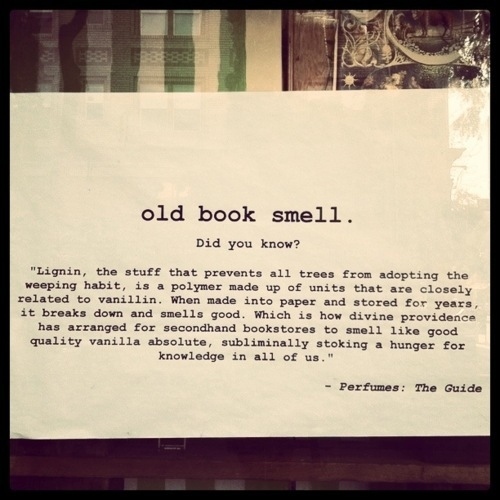 old book smell.
Did you know?
"Lignin, the stuff that prevents all trees from adopting the
weeping habit, is a polymer made up of units that are closely
related to vanillin. When made into paper and stored for years,
it breaks down and smells good. Which is how divine providence
has arranged for secondhand bookstores to smell like good
quality vanilla absolute, subliminally stoking a hunger for
knowledge in all of us."
- Perfumes: The Guide